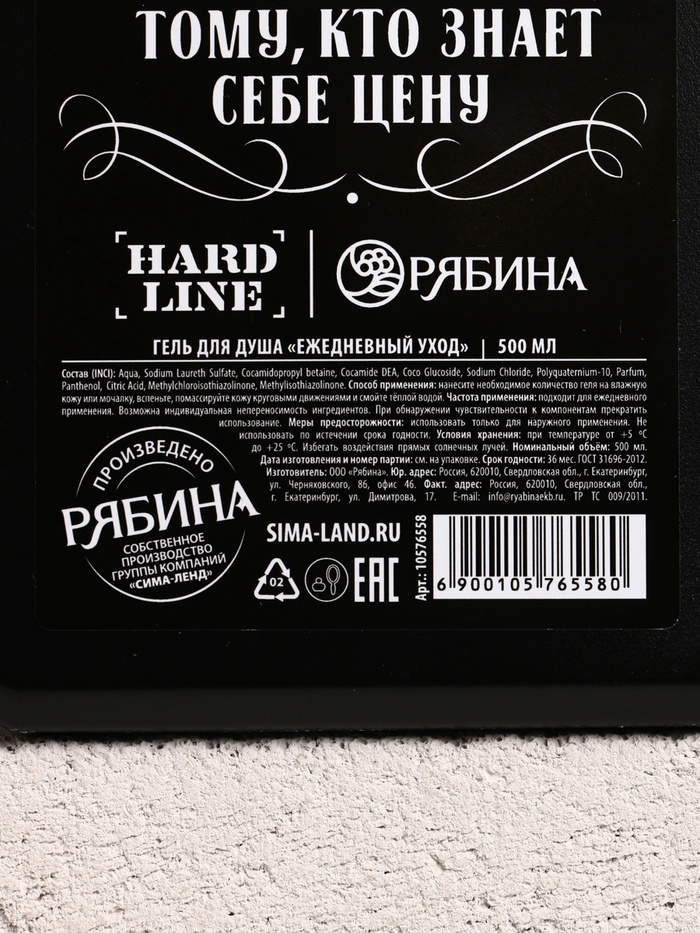 ТОМУ, КТО ЗНАЕТ
СЕБЕ ЦЕНУ
HARD
LINE
РЯБИНА
ГЕЛЬ ДЛЯ ДУША «ЕЖЕДНЕВНЫЙ УХОД» | 500 МЛ
Состав (INCI): Aqua, Sodium Laureth Sulfate, Cocamidopropyl betaine, Cocamide DEA, Coco Glucoside, Sodium Chloride, Polyquaternium-10, Parfum,
Panthenol, Citric Acid, Methylchloroisothiazolinone, Methylisothiazolinone. Способ применения: нанесите необходимое количество геля на влажную
кожу или мочалку, вспеньте, помассируйте кожу круговыми движениями и смойте тёплой водой. Частота применения: подходит для ежедневного
применения. Возможна индивидуальная непереносимость ингредиентов. При обнаружении чувствительности к компонентам прекратить
использование. Меры предосторожности: использовать только для наружного применения. Не
использовать по истечении срока годности. Условия хранения: при температуре от +5 °C
до +25 °C. Избегать воздействия прямых солнечных лучей. Номинальный объём: 500 мл.
Дата изготовления и номер партии: см. на упаковке. Срок годности: 36 мес. ГОСТ 31696-2012.
Изготовитель: ООО «Рябина». Юр. адрес: Россия, 620010, Свердловская обл., г. Екатеринбург,
ул. Черняховского, 86, офис 46. Факт. адрес: Россия, 620010, Свердловская обл.,
г. Екатеринбург, ул. Димитрова, 17. E-mail: info@ryabinaekb.ru. ТР ТС 009/2011.
ПРОИЗВЕДЕНО
РЯБИНА
СОБСТВЕННОЕ
ПРОИЗВОДСТВО
ГРУППЫ КОМПАНИЙ
«СИМА-ЛЕНД»
SIMA-LAND.RU
02
EAC
Арт.: 10576558
6 900105 765580